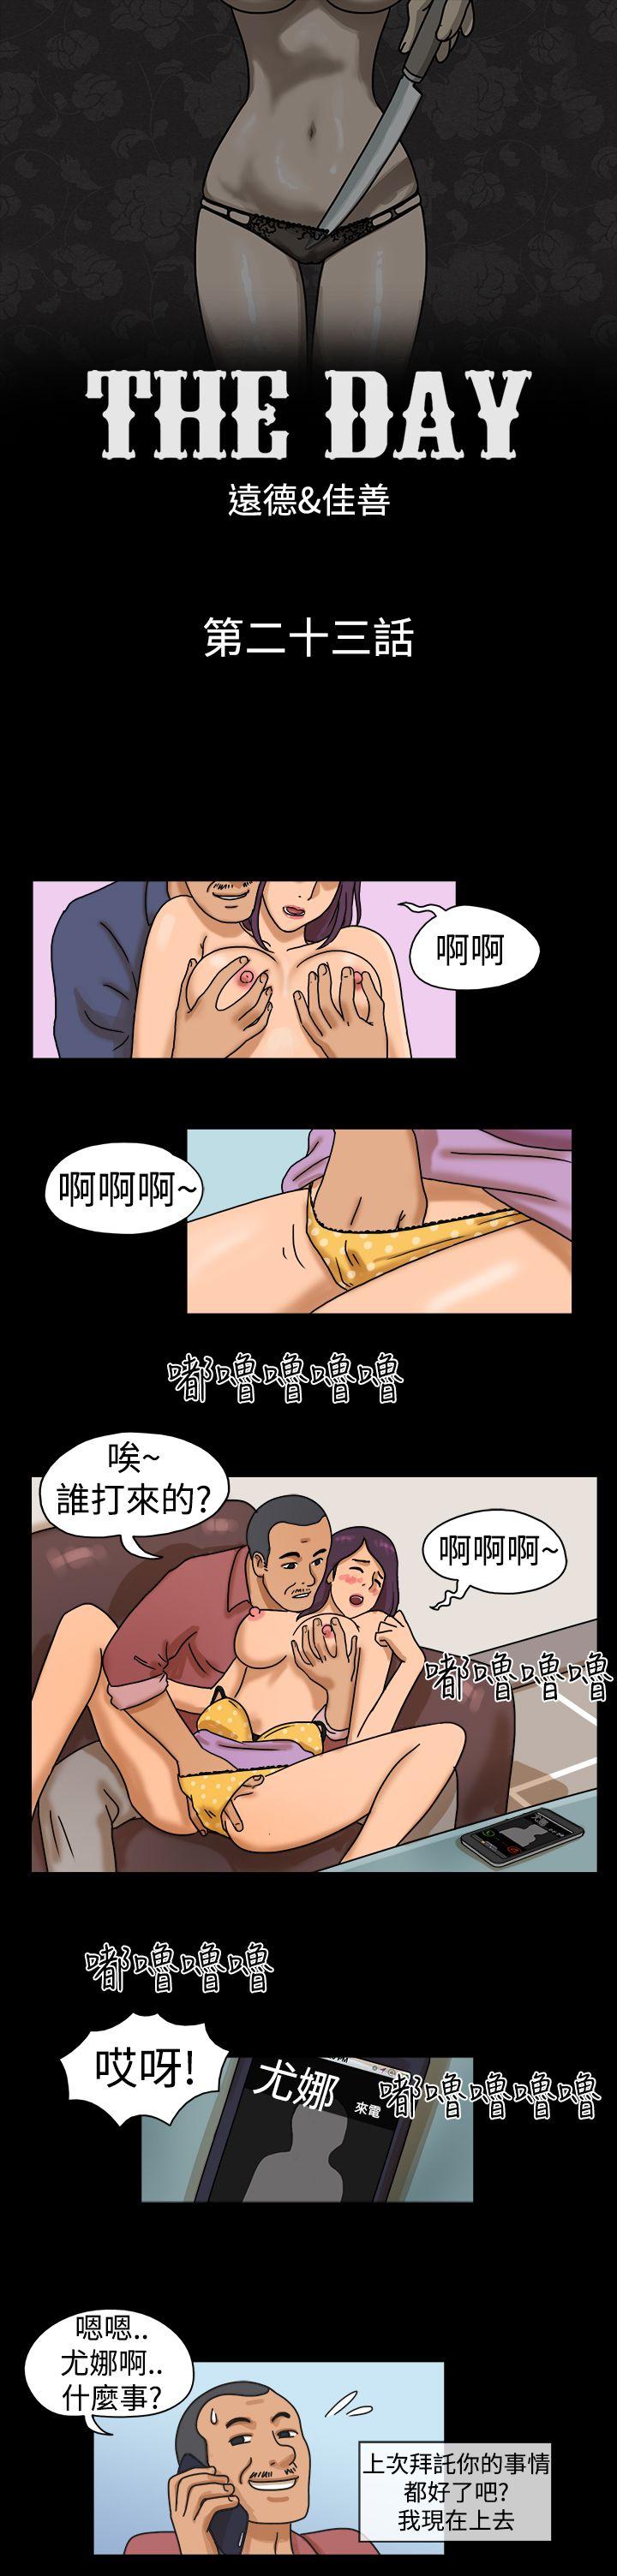 THE DAY
遠德&佳善
第二十三話
啊啊
啊啊啊~
嘟嚕嚕嚕嚕
唉~
誰打來的?
啊啊啊~
嘟嚕嚕嚕
嘟嚕嚕嚕
哎呀!
尤娜
來電
嘟嚕嚕嚕嚕
嗯嗯..
尤娜啊..
什麼事?
上次拜託你的事情
都好了吧?
我現在上去